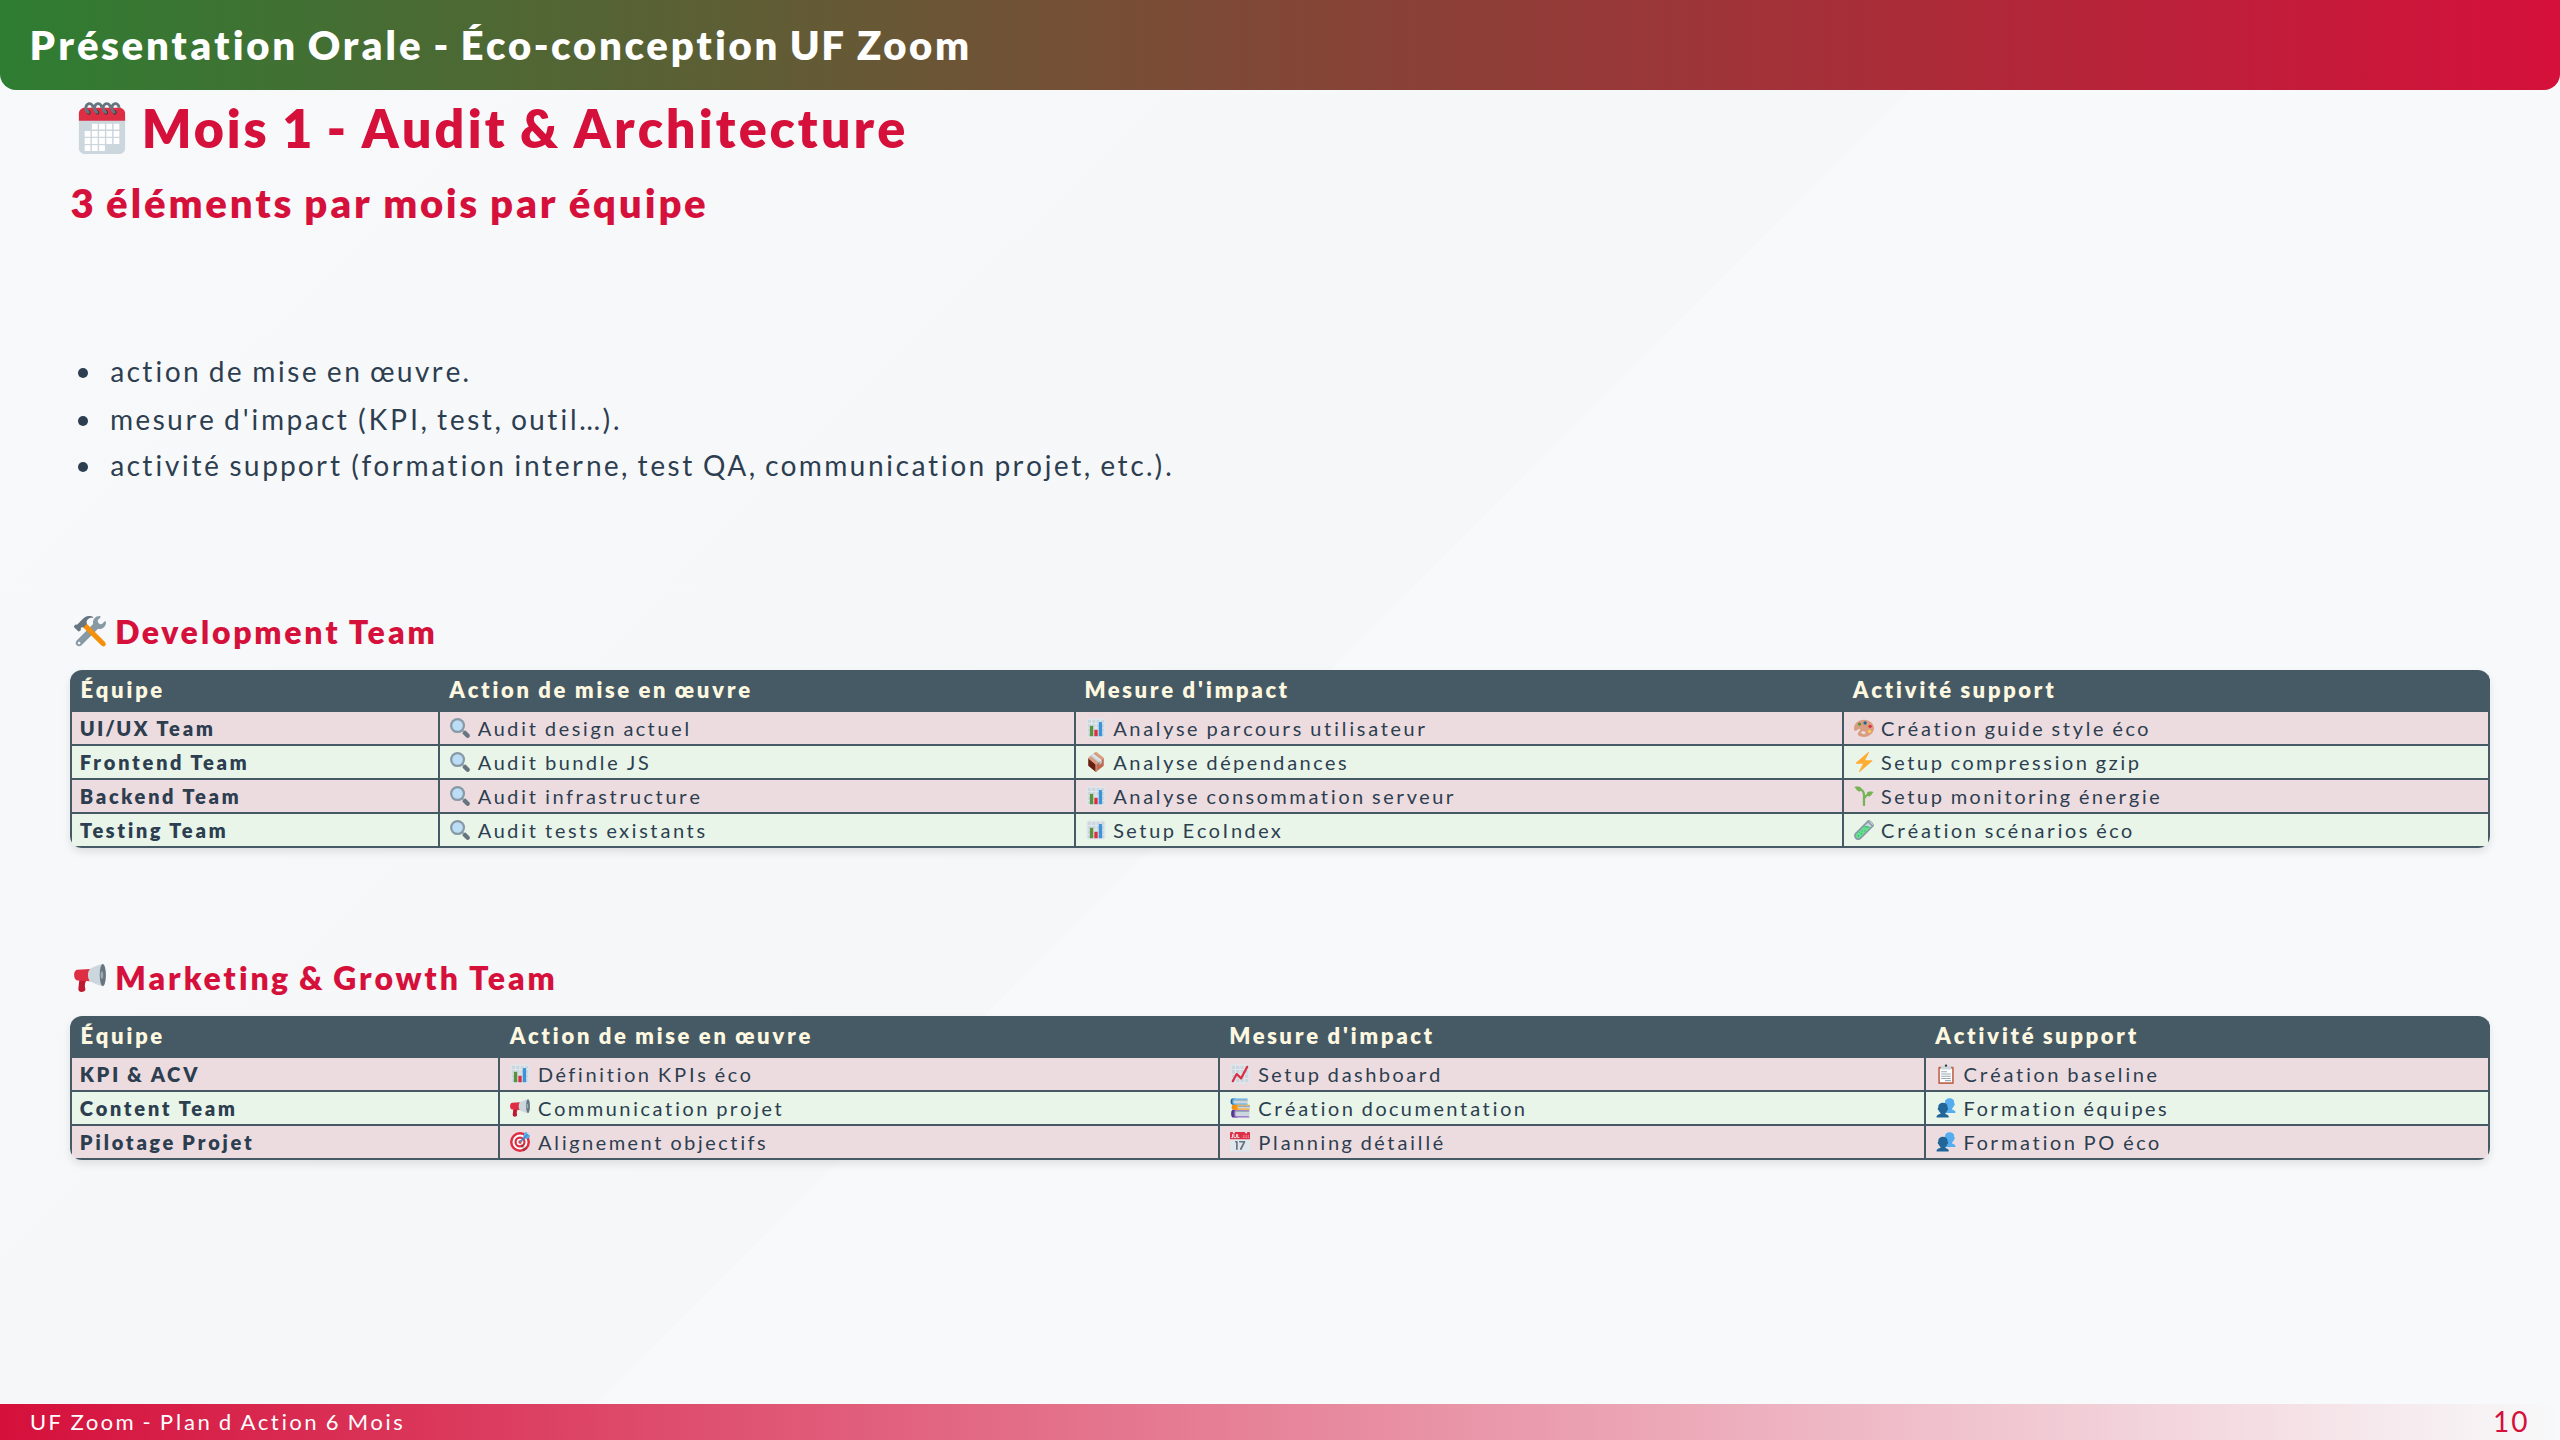 Présentation Orale - Éco-conception UF Zoom
Mois 1 - Audit & Architecture
3 éléments par mois par équipe
action de mise en œuvre.
mesure d'impact (KPI, test, outil…).
activité support (formation interne, test QA, communication projet, etc.).
Development Team
Équipe Action de mise en œuvre Mesure d'impact Activité support
UI/UX Team Audit design actuel Analyse parcours utilisateur Création guide style éco
Frontend Team Audit bundle JS Analyse dépendances Setup compression gzip
Backend Team Audit infrastructure Analyse consommation serveur Setup monitoring énergie
Testing Team Audit tests existants Setup EcoIndex Création scénarios éco
Marketing & Growth Team
Équipe Action de mise en œuvre Mesure d'impact Activité support
KPI & ACV Définition KPIs éco Setup dashboard Création baseline
Content Team Communication projet Création documentation Formation équipes
Pilotage Projet Alignement objectifs Planning détaillé Formation PO éco
UF Zoom - Plan d Action 6 Mois 10